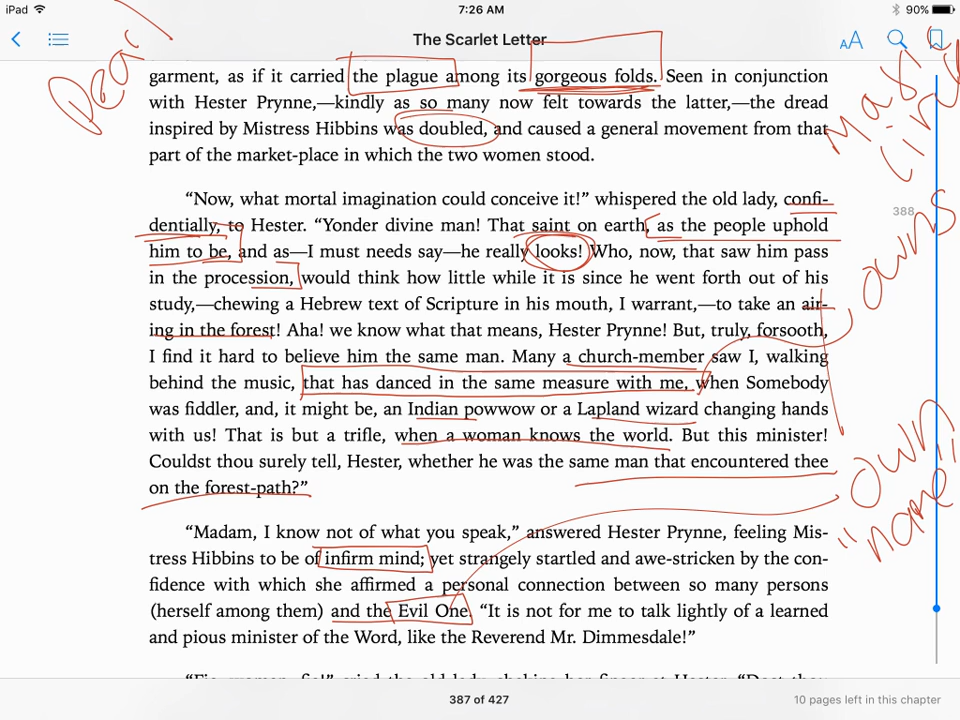 iPad 7:26 AM 90%
The Scarlet Letter AA
garment, as if it carried the plague among its gorgeous folds. Seen in conjunction
with Hester Prynne,—kindly as so many now felt towards the latter,—the dread
inspired by Mistress Hibbins was doubled, and caused a general movement from that
part of the market-place in which the two women stood.
“Now, what mortal imagination could conceive it!” whispered the old lady, confi-
388
dentially, to Hester. “Yonder divine man! That saint on earth, as the people uphold
him to be, and as—I must needs say—he really looks! Who, now, that saw him pass
in the procession, would think how little while it is since he went forth out of his
study,—chewing a Hebrew text of Scripture in his mouth, I warrant,—to take an air-
ing in the forest! Aha! we know what that means, Hester Prynne! But, truly, forsooth,
I find it hard to believe him the same man. Many a church-member saw I, walking
behind the music, that has danced in the same measure with me, when Somebody
was fiddler, and, it might be, an Indian powwow or a Lapland wizard changing hands
with us! That is but a trifle, when a woman knows the world. But this minister!
Couldst thou surely tell, Hester, whether he was the same man that encountered thee
on the forest-path?”
“Madam, I know not of what you speak,” answered Hester Prynne, feeling Mis-
tress Hibbins to be of infirm mind; yet strangely startled and awe-stricken by the con-
fidence with which she affirmed a personal connection between so many persons
(herself among them) and the Evil One. “It is not for me to talk lightly of a learned
and pious minister of the Word, like the Reverend Mr. Dimmesdale!”
387 of 427 10 pages left in this chapter
owns
"own
name"